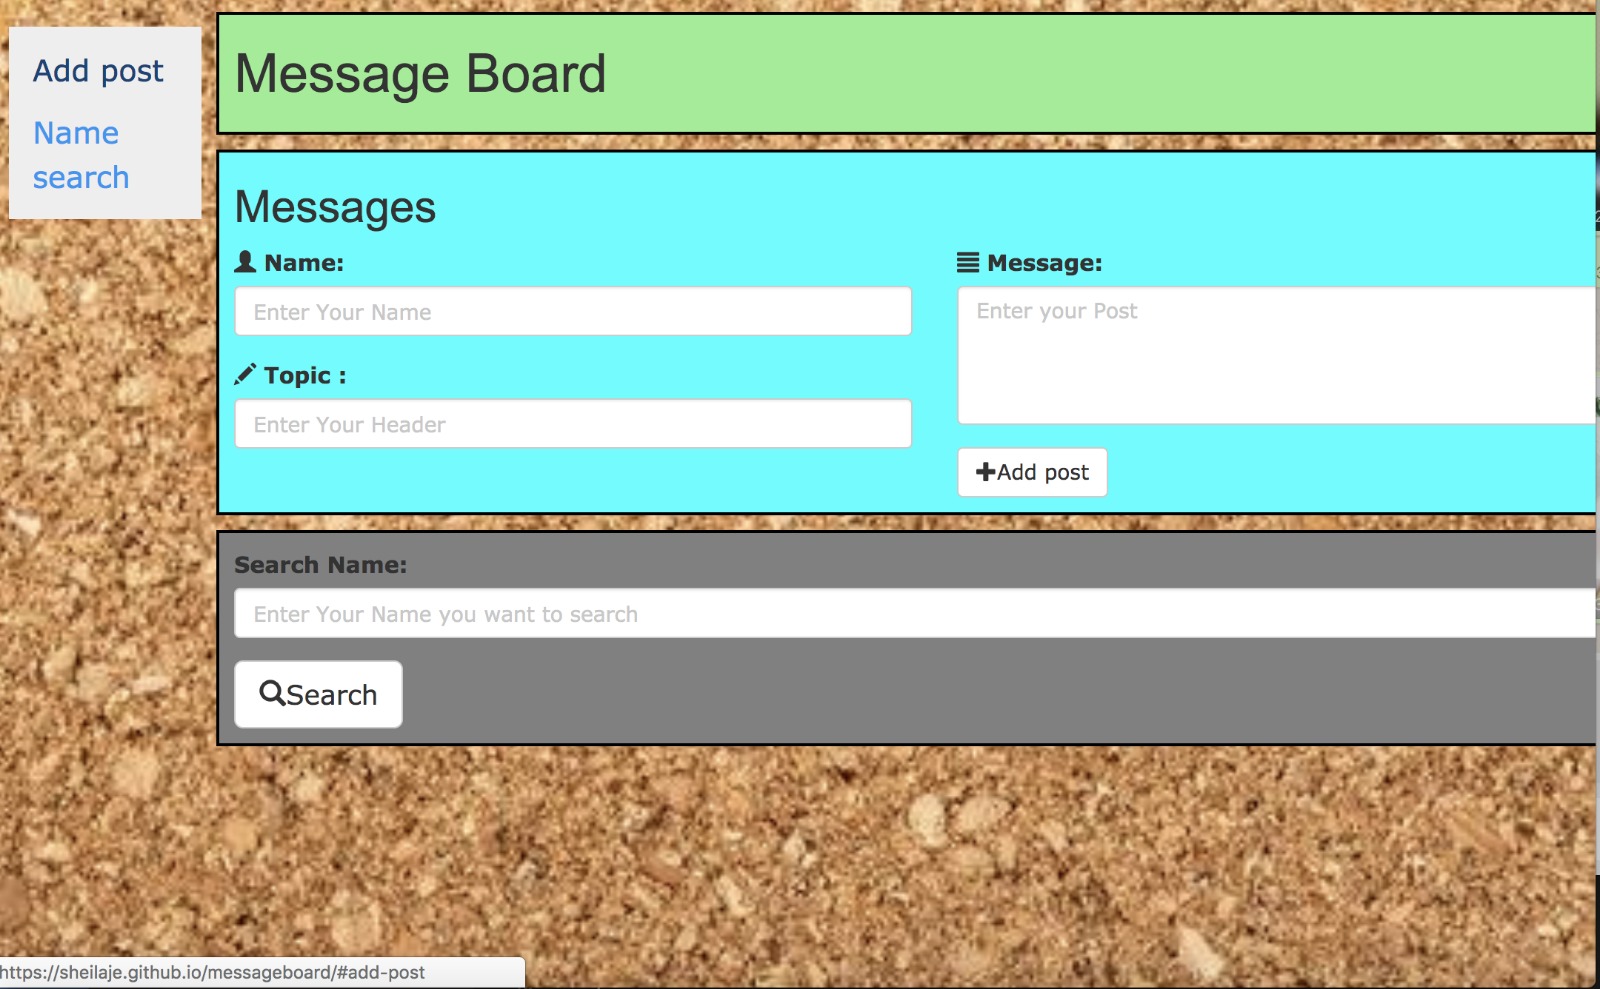 Add post
Name
search
Message Board
Messages
Name:
Enter Your Name
Topic :
Enter Your Header
Message:
Enter your Post
Add post
Search Name:
Enter Your Name you want to search
Search
https://sheilaje.github.io/messageboard/#add-post